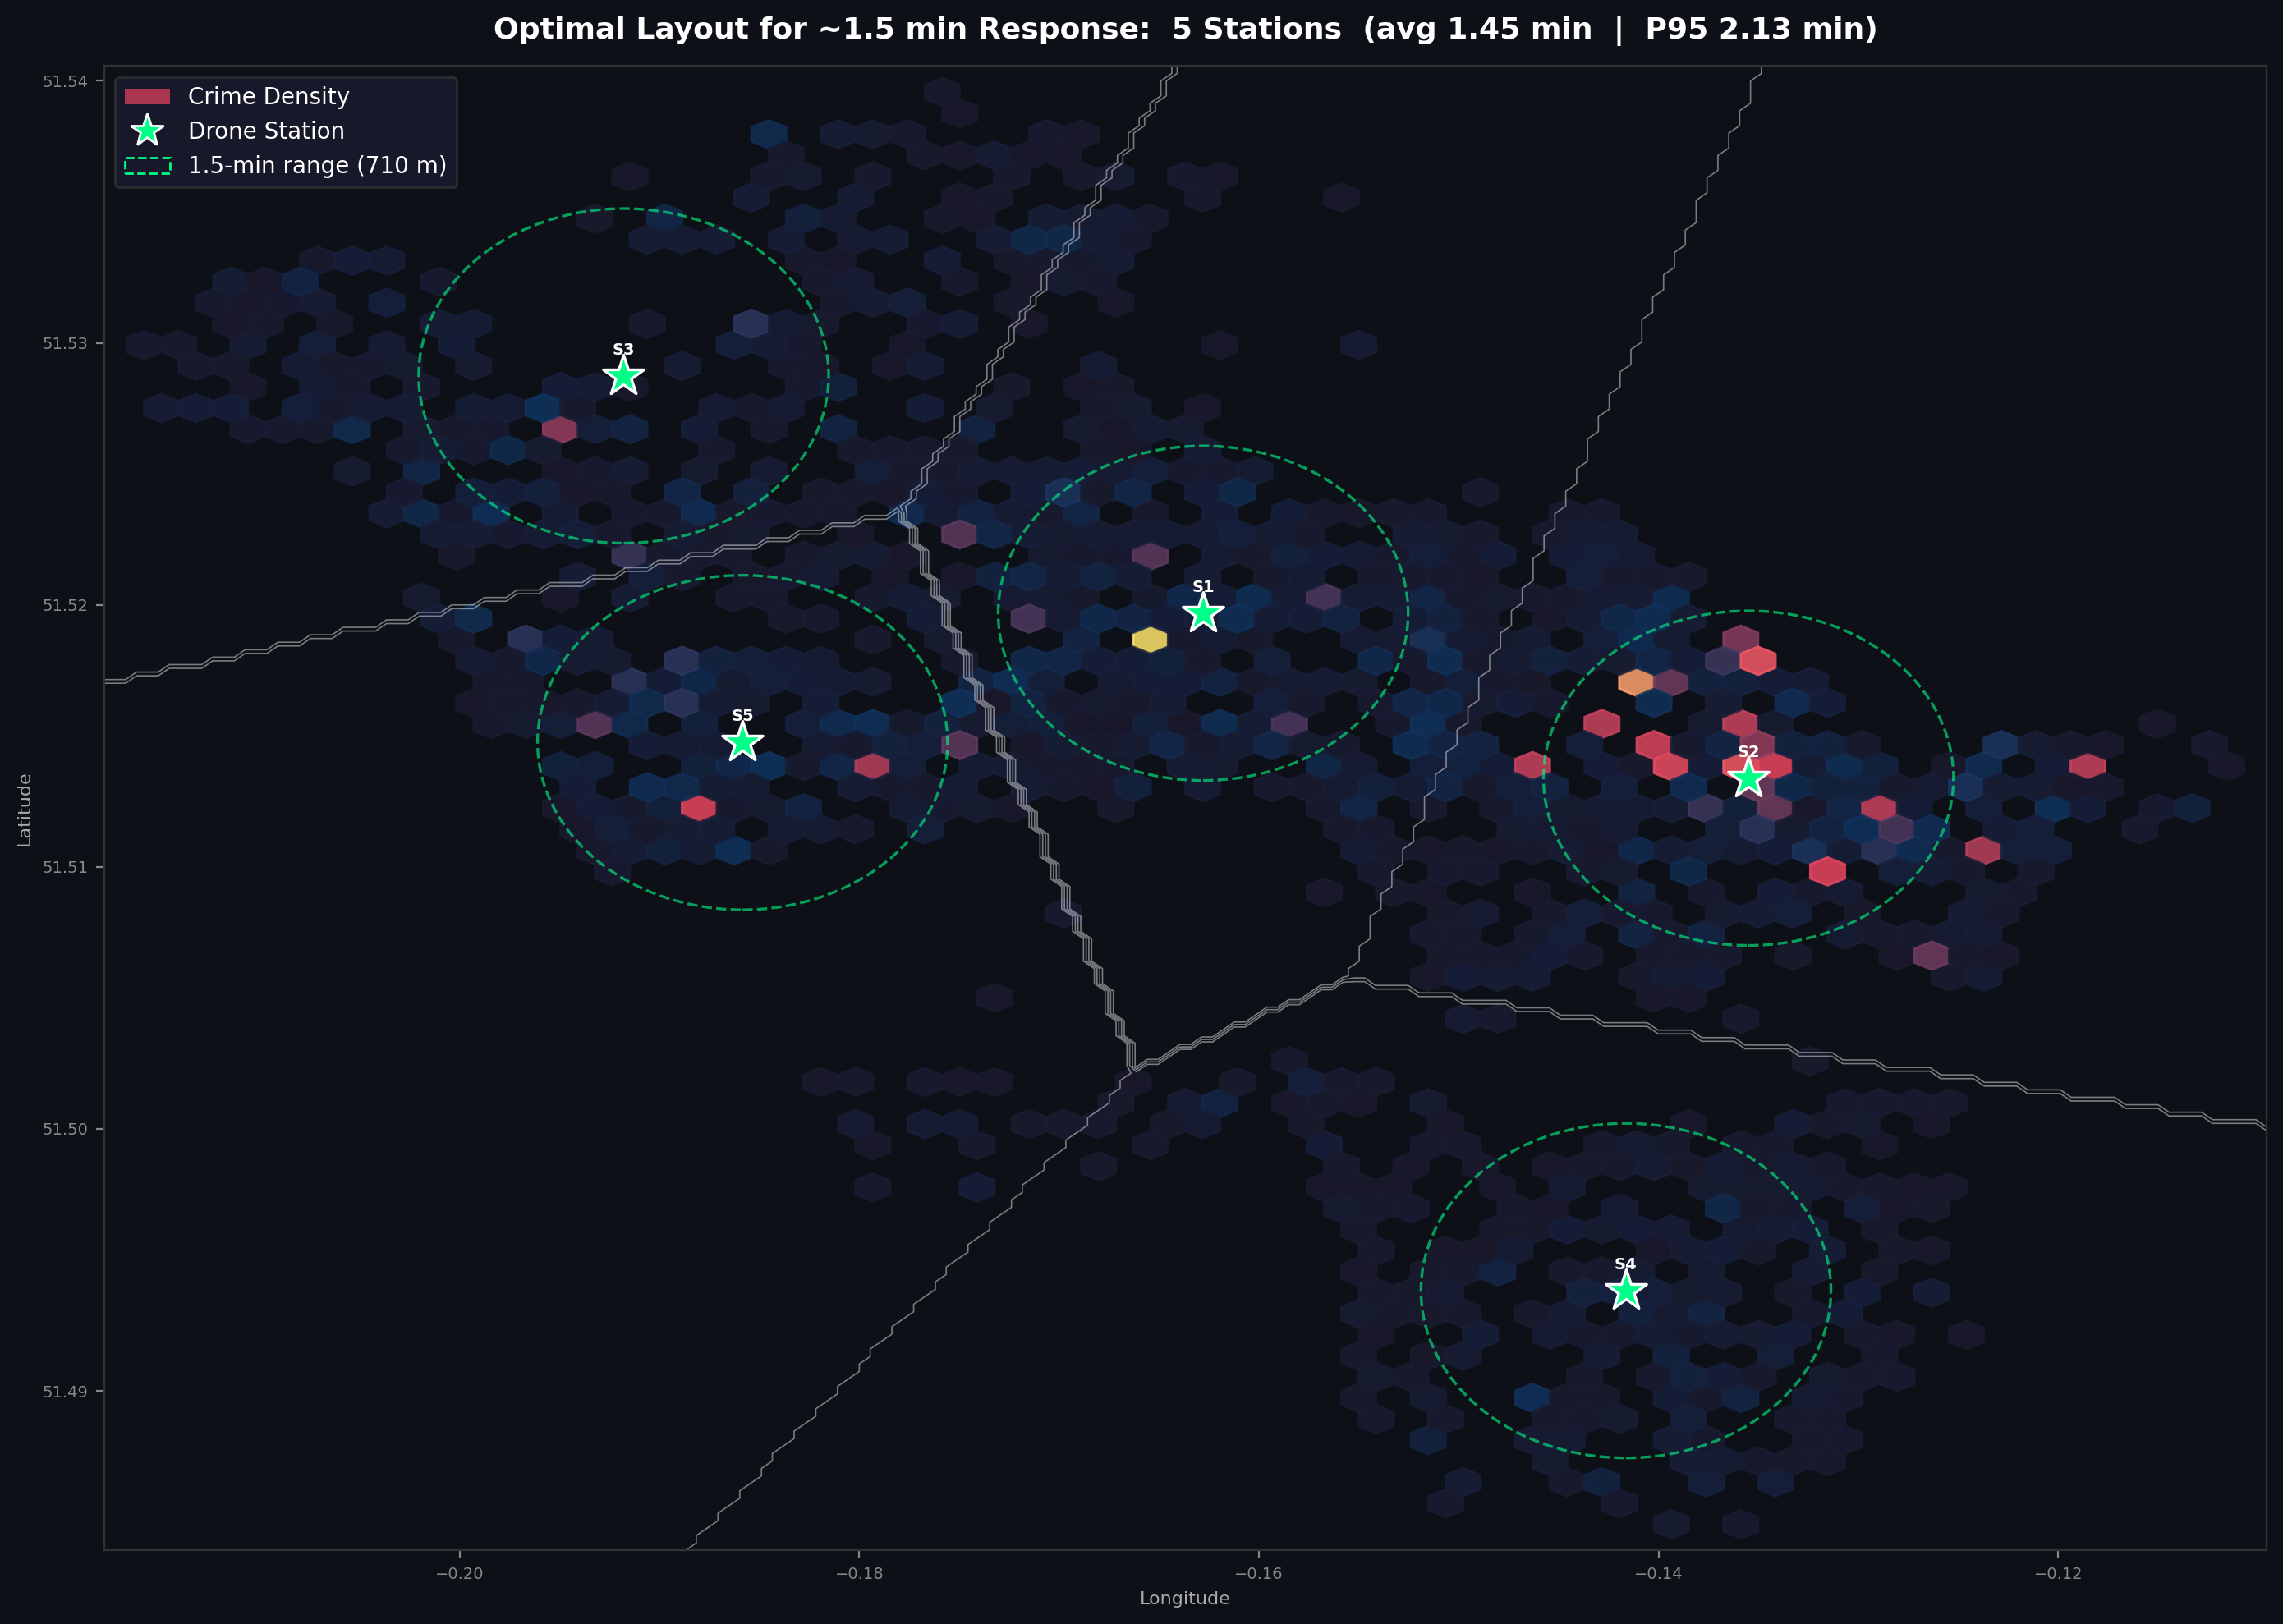 Optimal Layout for ~1.5 min Response:  5 Stations  (avg 1.45 min  |  P95 2.13 min)
Crime Density
Drone Station
1.5-min range (710 m)
51.54
51.53
51.52
51.51
51.50
51.49
Latitude
S3
S1
S5
S2
S4
−0.20
−0.18
−0.16
−0.14
−0.12
Longitude